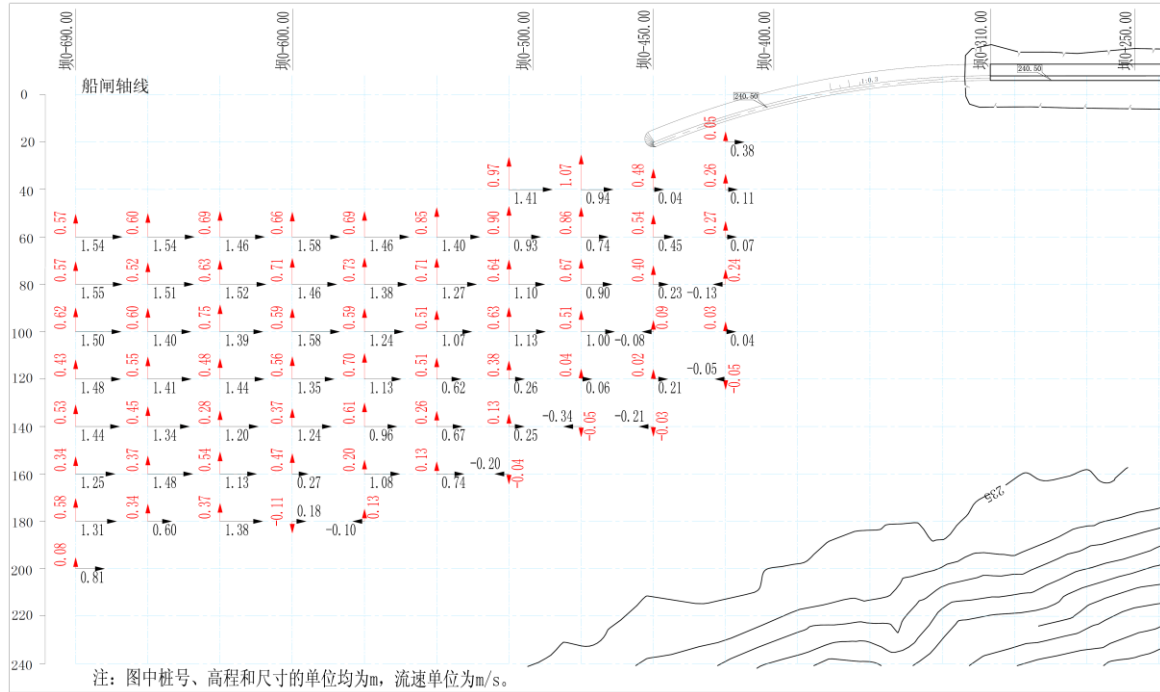 坝0-690.00 坝0-600.00 坝0-500.00 坝0-450.00 坝0-400.00 坝0-310.00 坝0-250.00
船闸轴线
240.50
240.50
0
0.05
20 0.38
0.97 1.07 0.48 0.26
40 1.41 0.94 0.04 0.11
0.57 0.60 0.69 0.66 0.69 0.85 0.90 0.86 0.54 0.27
60 1.54 1.54 1.46 1.58 1.46 1.40 0.93 0.74 0.45 0.07
0.57 0.52 0.63 0.71 0.73 0.71 0.64 0.67 0.40 0.24
80 1.55 1.51 1.52 1.46 1.38 1.27 1.10 0.90 0.23 -0.13
0.62 0.60 0.75 0.59 0.59 0.51 0.63 0.51 0.09 0.03
100 1.50 1.40 1.39 1.58 1.24 1.07 1.13 1.00 -0.08 0.04
0.43 0.55 0.48 0.56 0.70 0.51 0.38 0.04 0.02 -0.05 -0.05
120 1.48 1.41 1.44 1.35 1.13 0.62 0.26 0.06 0.21
0.53 0.45 0.28 0.37 0.61 0.26 0.13 -0.34 -0.05 -0.21 -0.03
140 1.44 1.34 1.20 1.24 0.96 0.67 0.25
0.34 0.37 0.54 0.47 0.20 0.13 -0.20 -0.04
160 1.25 1.48 1.13 0.27 1.08 0.74
0.58 0.34 0.37 -0.11 0.18 0.13
180 1.31 0.60 1.38 -0.10
235
0.08
200 0.81
220
240
注：图中桩号、高程和尺寸的单位均为m，流速单位为m/s。